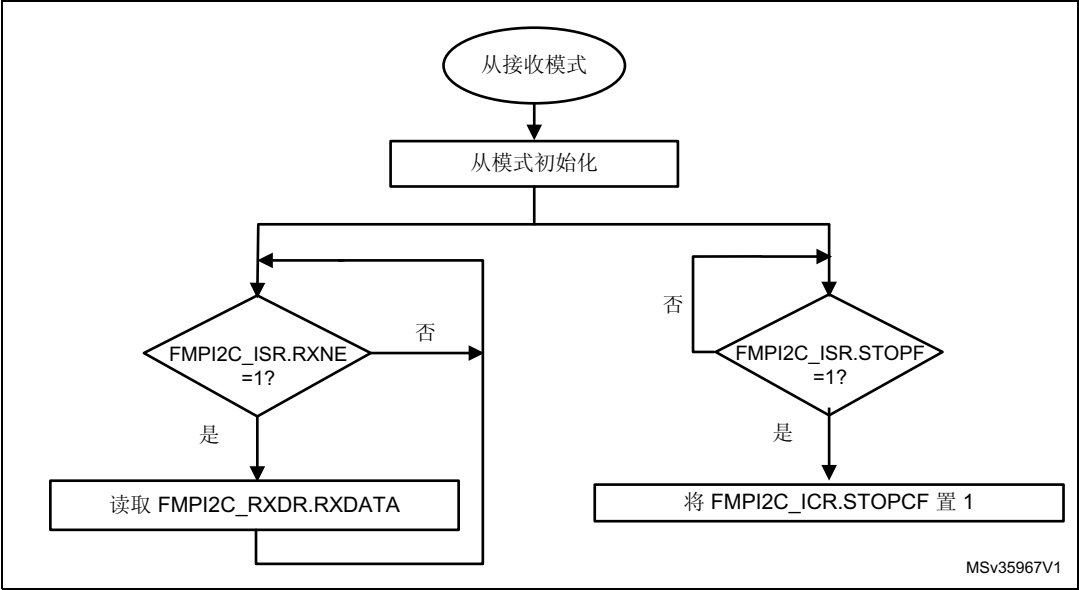 从接收模式
从模式初始化
否
FMPI2C_ISR.RXNE
=1?
是
读取 FMPI2C_RXDR.RXDATA
否
FMPI2C_ISR.STOPF
=1?
是
将 FMPI2C_ICR.STOPCF 置 1
MSv35967V1